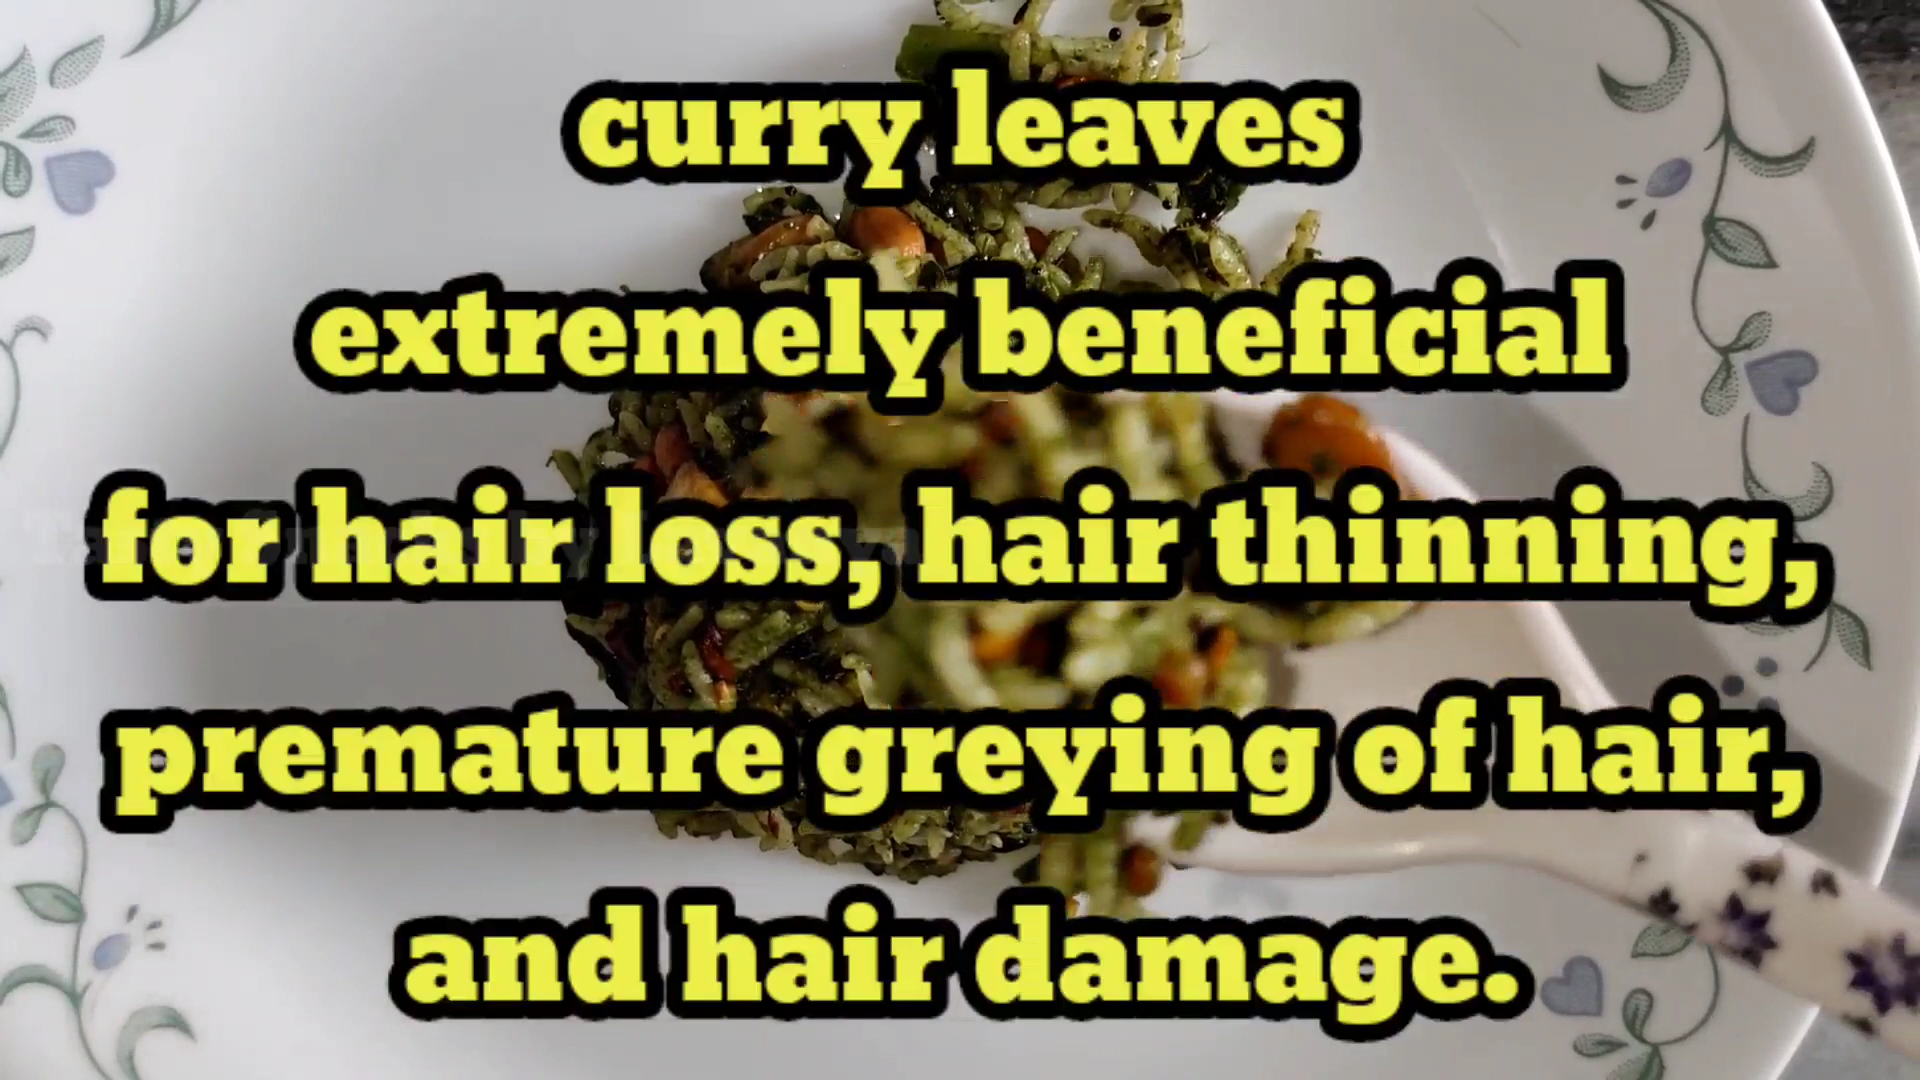 curry leaves
extremely beneficial
for hair loss, hair thinning,
premature greying of hair,
and hair damage.